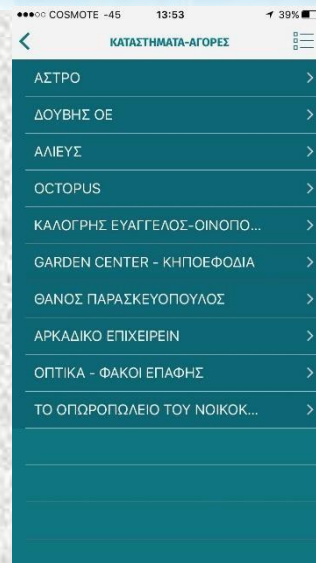 COSMOTE -45 13:53 39%
ΚΑΤΑΣΤΗΜΑΤΑ-ΑΓΟΡΕΣ
ΑΣΤΡΟ
ΔΟΥΒΗΣ ΟΕ
ΑΛΙΕΥΣ
OCTOPUS
ΚΑΛΟΓΡΗΣ ΕΥΑΓΓΕΛΟΣ-ΟΙΝΟΠΟ...
GARDEN CENTER - ΚΗΠΟΕΦΟΔΙΑ
ΘΑΝΟΣ ΠΑΡΑΣΚΕΥΟΠΟΥΛΟΣ
ΑΡΚΑΔΙΚΟ ΕΠΙΧΕΙΡΕΙΝ
ΟΠΤΙΚΑ - ΦΑΚΟΙ ΕΠΑΦΗΣ
ΤΟ ΟΠΩΡΟΠΩΛΕΙΟ ΤΟΥ ΝΟΙΚΟΚ...